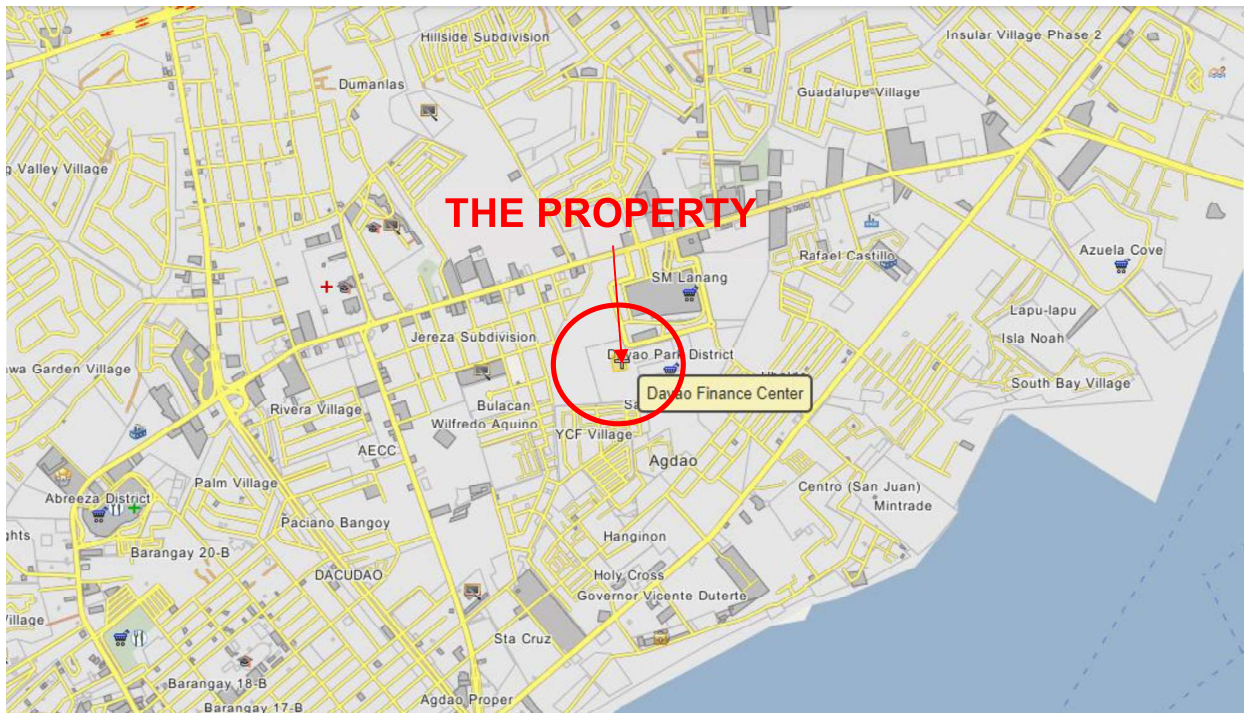 Hillside Subdivision
Insular Village Phase 2
Dumanlas
Guadalupe Village
Valley Village
THE PROPERTY
Rafael Castillo
Azuela Cove
SM Lanang
Lapu-lapu
Jereza Subdivision
Isla Noah
Davao Park District
wa Garden Village
South Bay Village
Davao Finance Center
Rivera Village
Bulacan
Wilfredo Aquino
YCF Village
AECC
Agdao
Palm Village
Centro (San Juan)
Abreeza District
Mintrade
Paciano Bangoy
ghts
Hanginon
Barangay 20-B
DACUDAO
Holy Cross
Governor Vicente Duterte
Village
Sta Cruz
Barangay 18-B
Agdao Proper
Barangay 17-B